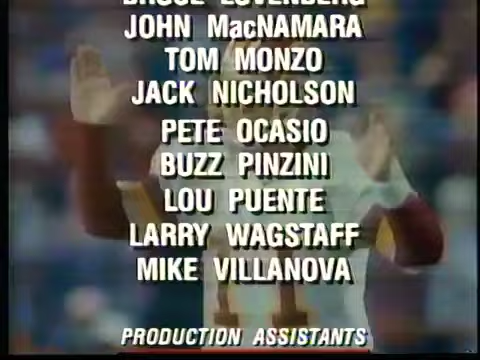 JOHN MacNAMARA
TOM MONZO
JACK NICHOLSON
PETE OCASIO
BUZZ PINZINI
LOU PUENTE
LARRY WAGSTAFF
MIKE VILLANOVA
PRODUCTION ASSISTANTS